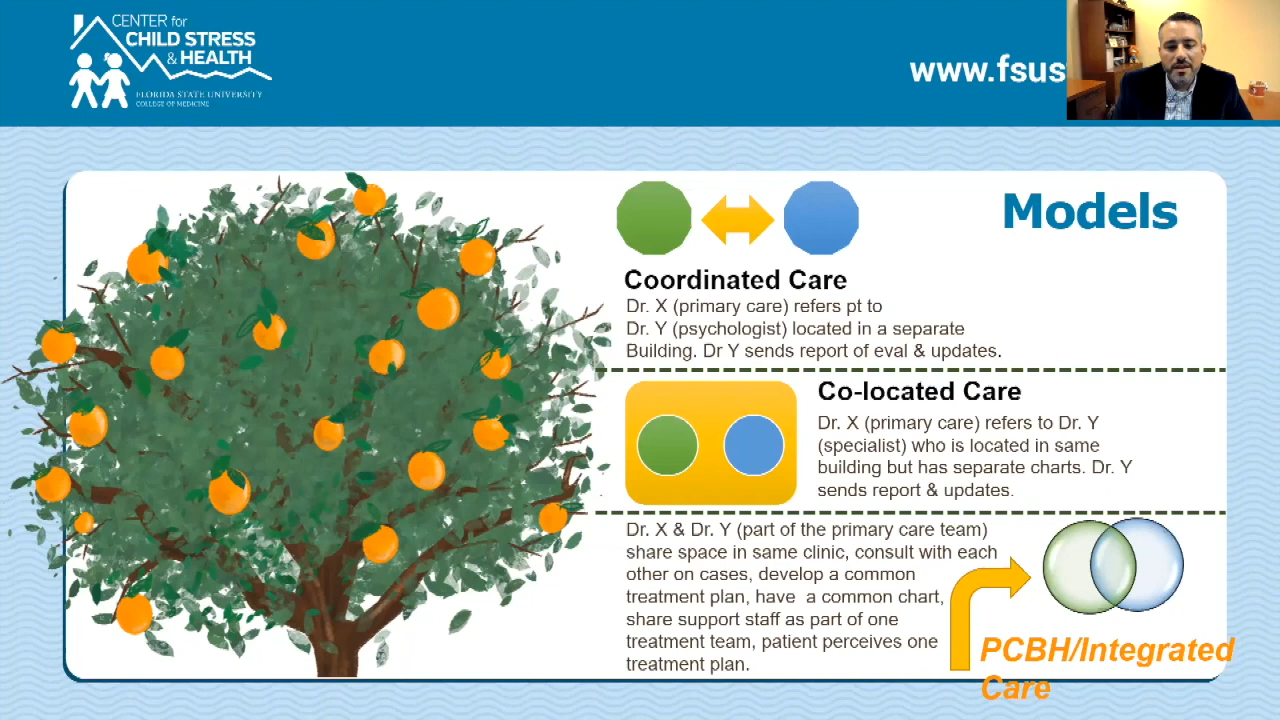 CENTER for
CHILD STRESS
& HEALTH
FLORIDA STATE UNIVERSITY
COLLEGE OF MEDICINE
www.fsus
Models
Coordinated Care
Dr. X (primary care) refers pt to
Dr. Y (psychologist) located in a separate
Building. Dr Y sends report of eval & updates.
Co-located Care
Dr. X (primary care) refers to Dr. Y
(specialist) who is located in same
building but has separate charts. Dr. Y
sends report & updates.
Dr. X & Dr. Y (part of the primary care team)
share space in same clinic, consult with each
other on cases, develop a common
treatment plan, have a common chart,
share support staff as part of one
treatment team, patient perceives one
treatment plan.
PCBH/Integrated
Care